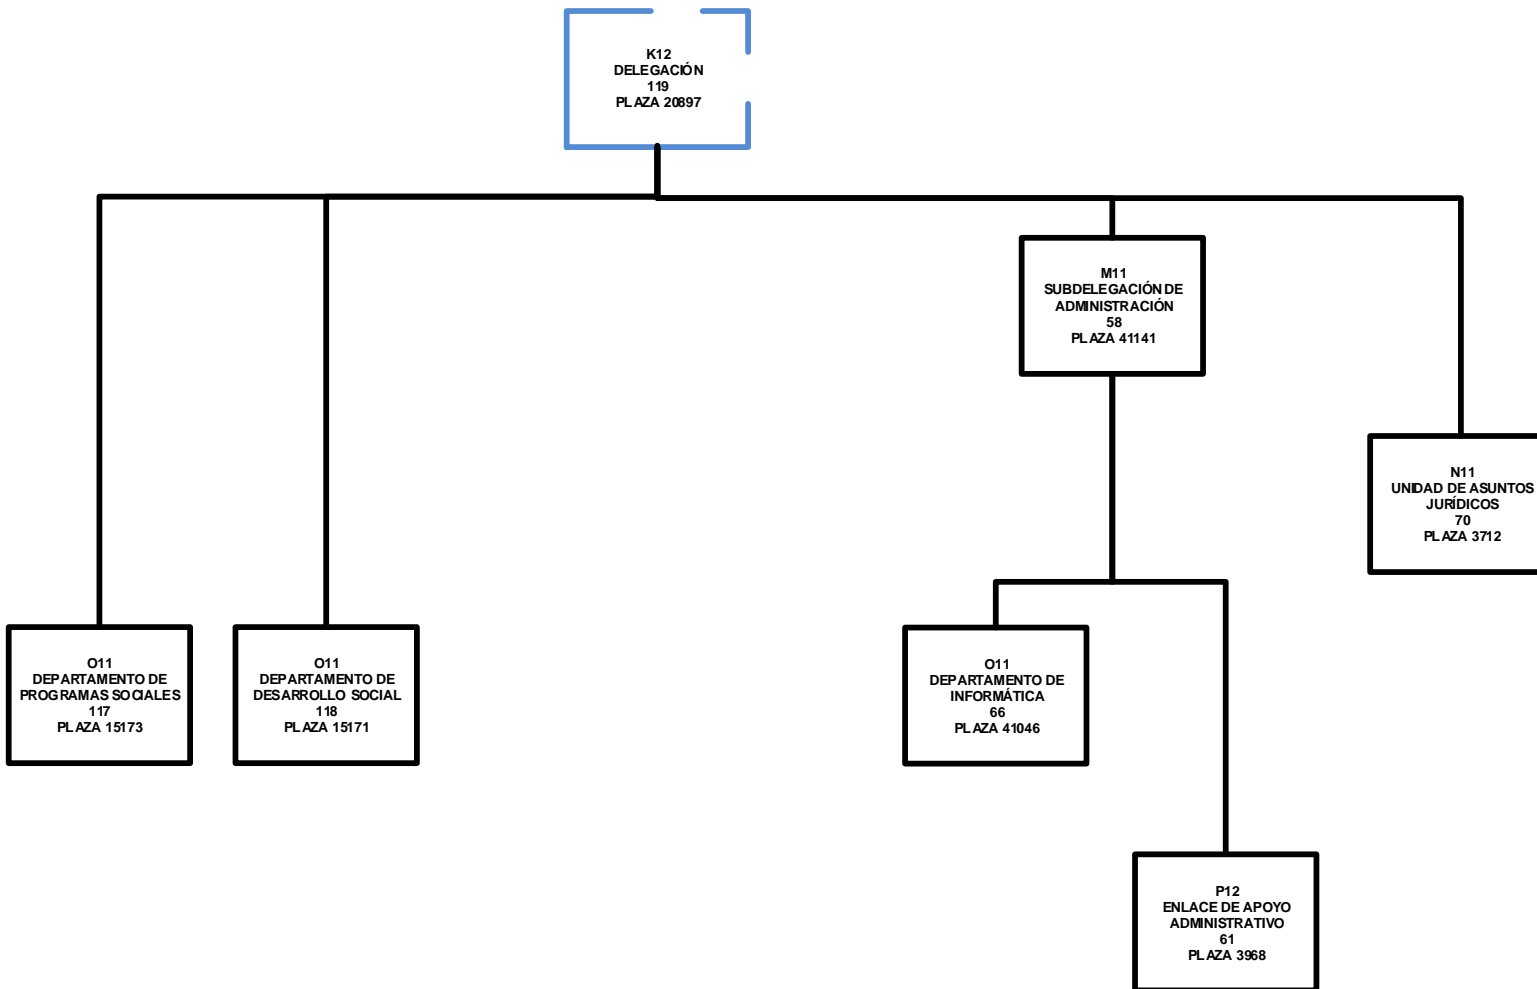 K12
DELEGACIÓN
119
PLAZA 20897
M11
SUBDELEGACIÓN DE
ADMINISTRACIÓN
58
PLAZA 41141
N11
UNIDAD DE ASUNTOS
JURÍDICOS
70
PLAZA 3712
O11
DEPARTAMENTO DE
PROGRAMAS SOCIALES
117
PLAZA 15173
O11
DEPARTAMENTO DE
DESARROLLO SOCIAL
118
PLAZA 15171
O11
DEPARTAMENTO DE
INFORMÁTICA
66
PLAZA 41046
P12
ENLACE DE APOYO
ADMINISTRATIVO
61
PLAZA 3968